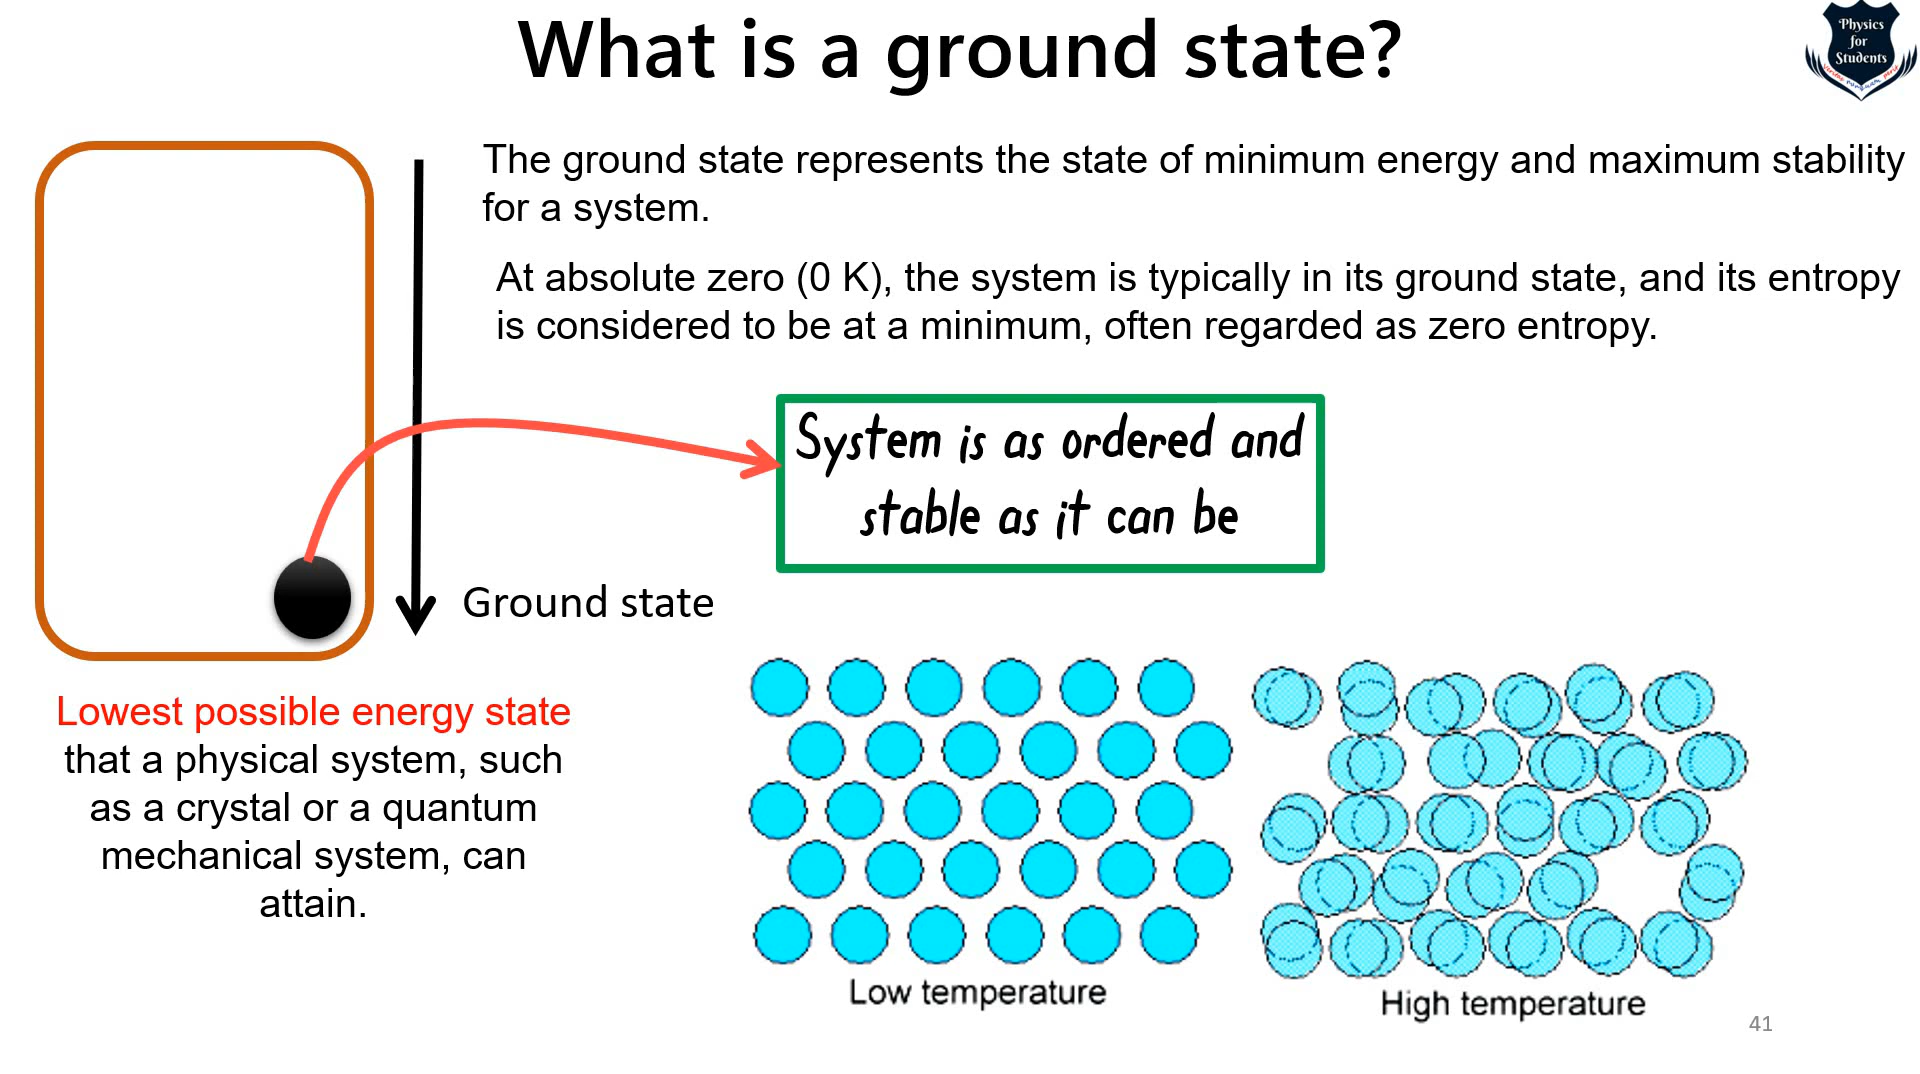 What is a ground state?
Physics
for
Students
The ground state represents the state of minimum energy and maximum stability
for a system.
At absolute zero (0 K), the system is typically in its ground state, and its entropy
is considered to be at a minimum, often regarded as zero entropy.
System is as ordered and
stable as it can be
Ground state
Lowest possible energy state
that a physical system, such
as a crystal or a quantum
mechanical system, can
attain.
Low temperature
High temperature
41